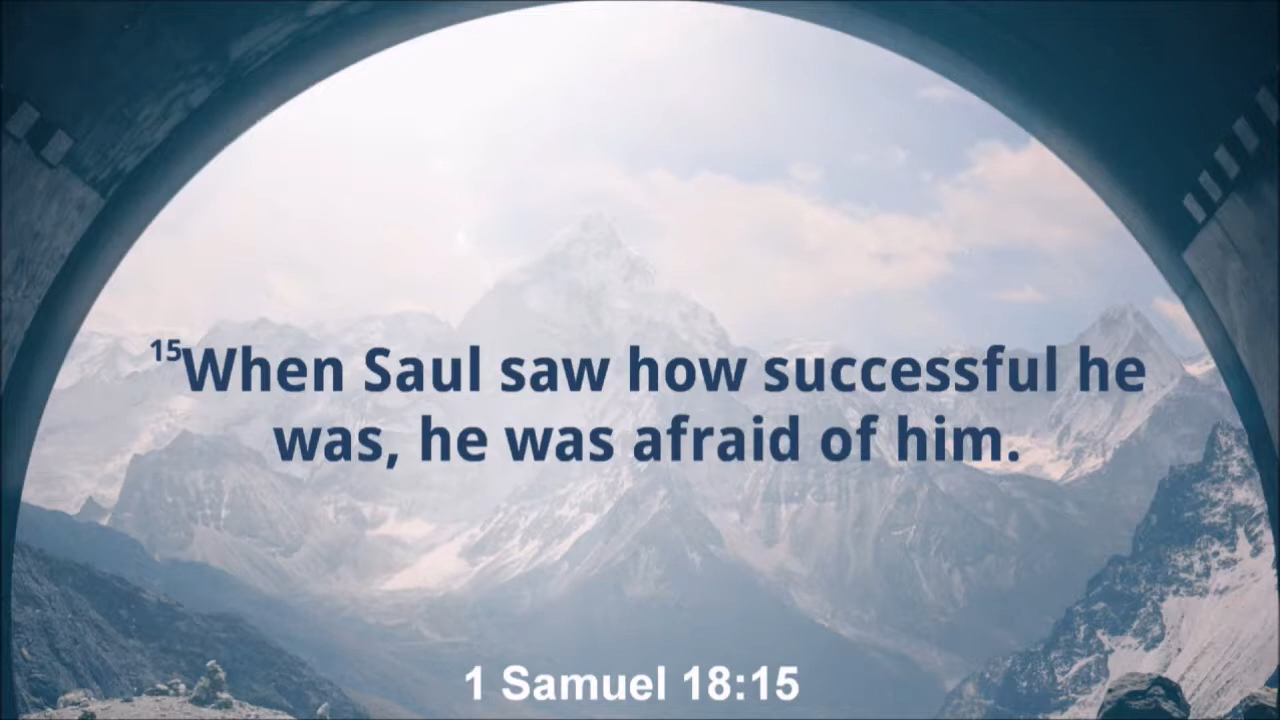 15When Saul saw how successful he
was, he was afraid of him.
1 Samuel 18:15